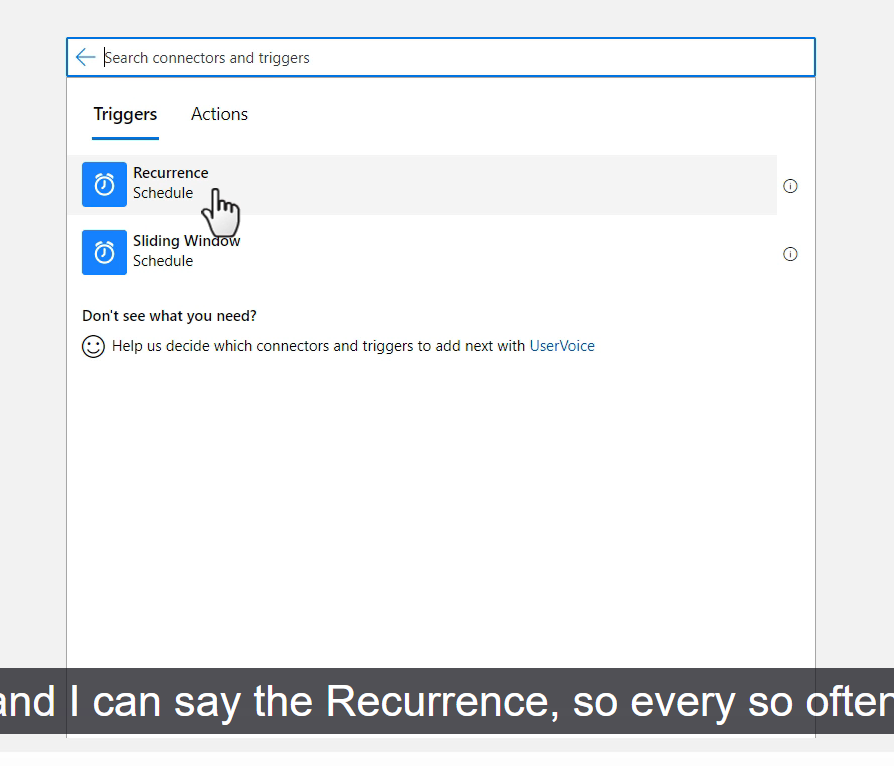 Search connectors and triggers
Triggers Actions
Recurrence
Schedule
Sliding Window
Schedule
Don't see what you need?
Help us decide which connectors and triggers to add next with UserVoice
and I can say the Recurrence, so every so often